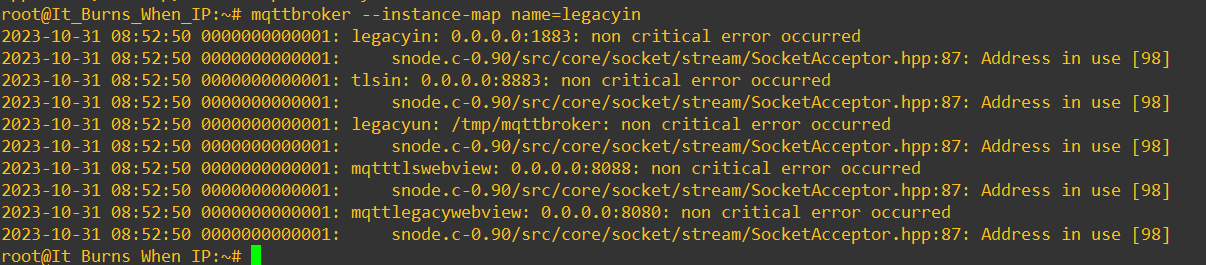 root@It_Burns_When_IP:~# mqttbroker --instance-map name=legacyin
2023-10-31 08:52:50 0000000000001: legacyin: 0.0.0.0:1883: non critical error occurred
2023-10-31 08:52:50 0000000000001:     snode.c-0.90/src/core/socket/stream/SocketAcceptor.hpp:87: Address in use [98]
2023-10-31 08:52:50 0000000000001: tlsin: 0.0.0.0:8883: non critical error occurred
2023-10-31 08:52:50 0000000000001:     snode.c-0.90/src/core/socket/stream/SocketAcceptor.hpp:87: Address in use [98]
2023-10-31 08:52:50 0000000000001: legacyun: /tmp/mqttbroker: non critical error occurred
2023-10-31 08:52:50 0000000000001:     snode.c-0.90/src/core/socket/stream/SocketAcceptor.hpp:87: Address in use [98]
2023-10-31 08:52:50 0000000000001: mqtttlswebview: 0.0.0.0:8088: non critical error occurred
2023-10-31 08:52:50 0000000000001:     snode.c-0.90/src/core/socket/stream/SocketAcceptor.hpp:87: Address in use [98]
2023-10-31 08:52:50 0000000000001: mqttlegacywebview: 0.0.0.0:8080: non critical error occurred
2023-10-31 08:52:50 0000000000001:     snode.c-0.90/src/core/socket/stream/SocketAcceptor.hpp:87: Address in use [98]
root@It_Burns_When_IP:~#